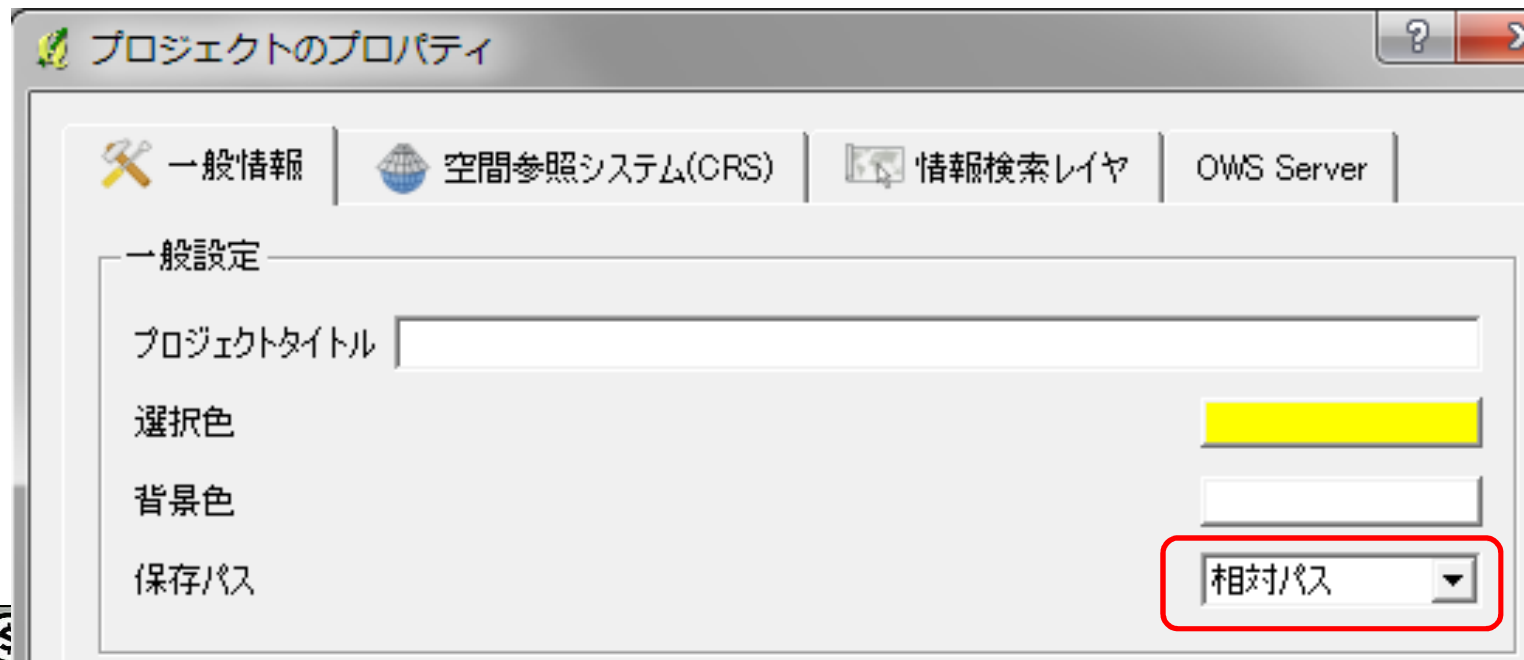 プロジェクトのプロパティ
一般情報 空間参照システム(CRS) 情報検索レイヤ OWS Server
一般設定
プロジェクトタイトル
選択色
背景色
保存パス 相対パス